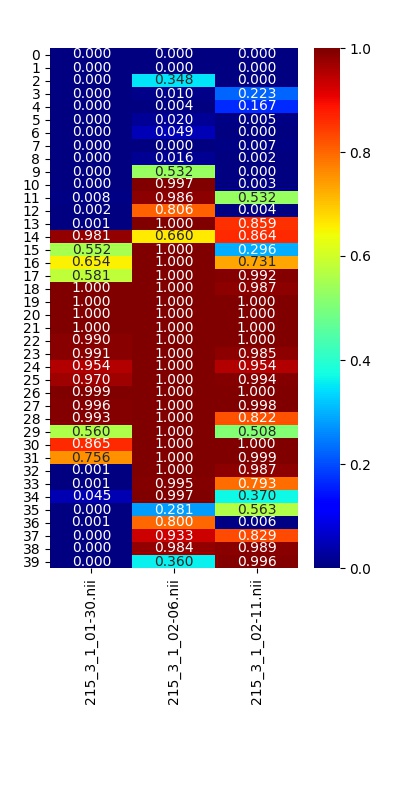 0 0.000 0.000 0.000 1.0
1 0.000 0.000 0.000
2 0.000 0.348 0.000
3 0.000 0.010 0.223
4 0.000 0.004 0.167
5 0.000 0.020 0.005
6 0.000 0.049 0.000
7 0.000 0.000 0.007
8 0.000 0.016 0.002 0.8
9 0.000 0.532 0.000
10 0.000 0.997 0.003
11 0.008 0.986 0.532
12 0.002 0.806 0.004
13 0.001 1.000 0.859
14 0.981 0.660 0.864
15 0.552 1.000 0.296
16 0.654 1.000 0.731 0.6
17 0.581 1.000 0.992
18 1.000 1.000 0.987
19 1.000 1.000 1.000
20 1.000 1.000 1.000
21 1.000 1.000 1.000
22 0.990 1.000 1.000
23 0.991 1.000 0.985
24 0.954 1.000 0.954 0.4
25 0.970 1.000 0.994
26 0.999 1.000 1.000
27 0.996 1.000 0.998
28 0.993 1.000 0.822
29 0.560 1.000 0.508
30 0.865 1.000 1.000
31 0.756 1.000 0.999
32 0.001 1.000 0.987 0.2
33 0.001 0.995 0.793
34 0.045 0.997 0.370
35 0.000 0.281 0.563
36 0.001 0.800 0.006
37 0.000 0.933 0.829
38 0.000 0.984 0.989
39 0.000 0.360 0.996 0.0
215_3_1_01-30.nii
215_3_1_02-06.nii
215_3_1_02-11.nii